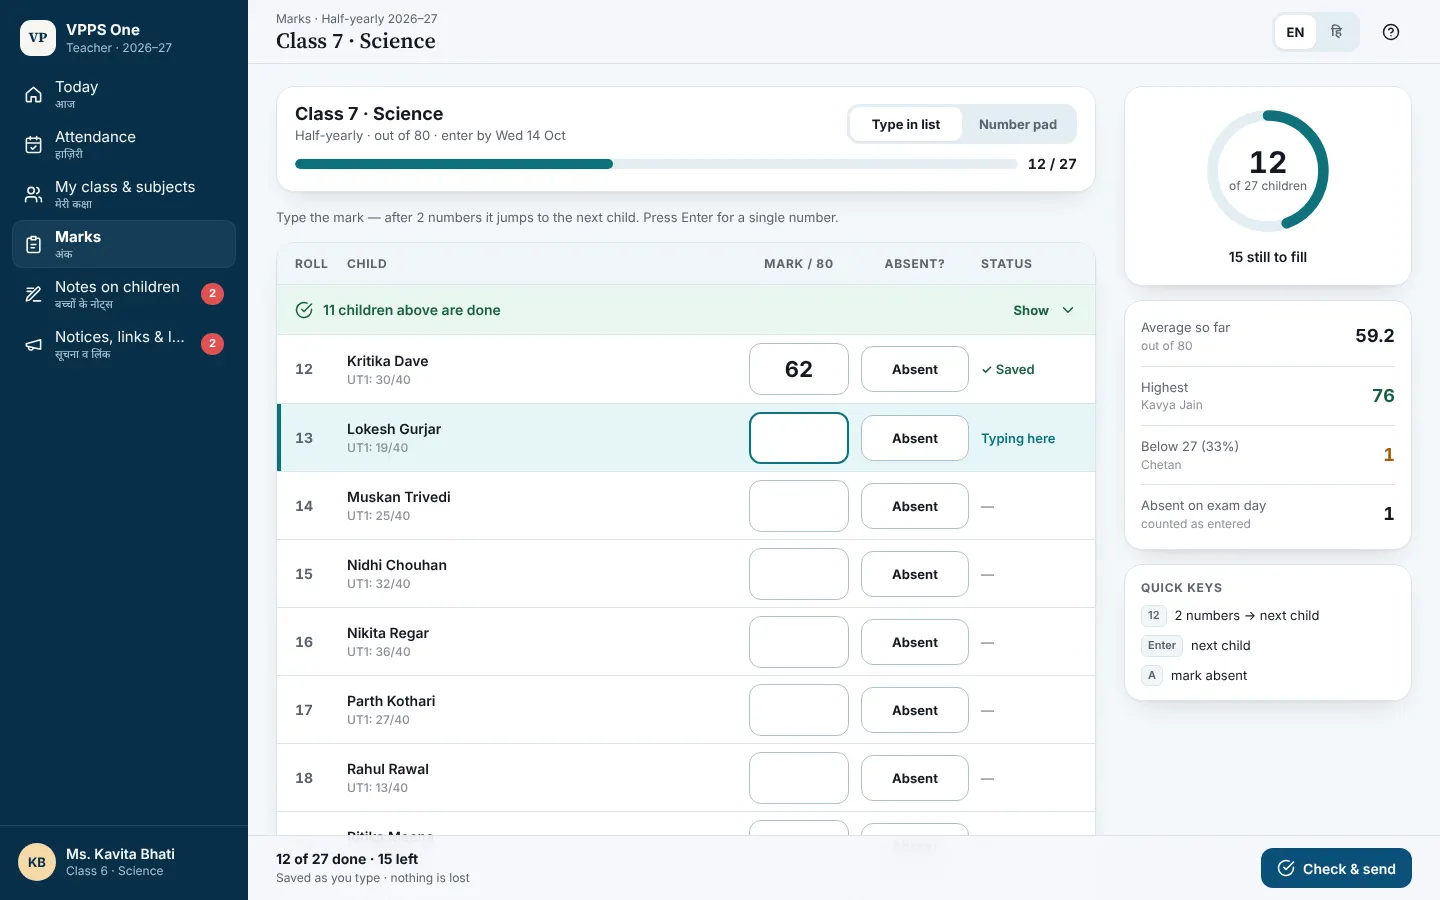 VP
VPPS One
Teacher · 2026–27
Today
आज
Attendance
हाज़िरी
My class & subjects
मेरी कक्षा
Marks
अंक
Notes on children
बच्चों के नोट्स
2
Notices, links & l...
सूचना व लिंक
2
KB
Ms. Kavita Bhati
Class 6 · Science
Marks · Half-yearly 2026–27
Class 7 · Science
EN
हि
?
Class 7 · Science
Half-yearly · out of 80 · enter by Wed 14 Oct
Type in list
Number pad
12 / 27
Type the mark — after 2 numbers it jumps to the next child. Press Enter for a single number.
ROLL CHILD MARK / 80 ABSENT? STATUS
11 children above are done
Show
12 Kritika Dave 62 Absent ✓ Saved
UT1: 30/40
13 Lokesh Gurjar Absent Typing here
UT1: 19/40
14 Muskan Trivedi Absent —
UT1: 25/40
15 Nidhi Chouhan Absent —
UT1: 32/40
16 Nikita Regar Absent —
UT1: 36/40
17 Parth Kothari Absent —
UT1: 27/40
18 Rahul Rawal Absent —
UT1: 13/40
12 of 27 done · 15 left
Saved as you type · nothing is lost
Check & send
12
of 27 children
15 still to fill
Average so far
out of 80
59.2
Highest
Kavya Jain
76
Below 27 (33%)
Chetan
1
Absent on exam day
counted as entered
1
QUICK KEYS
12 2 numbers → next child
Enter next child
A mark absent